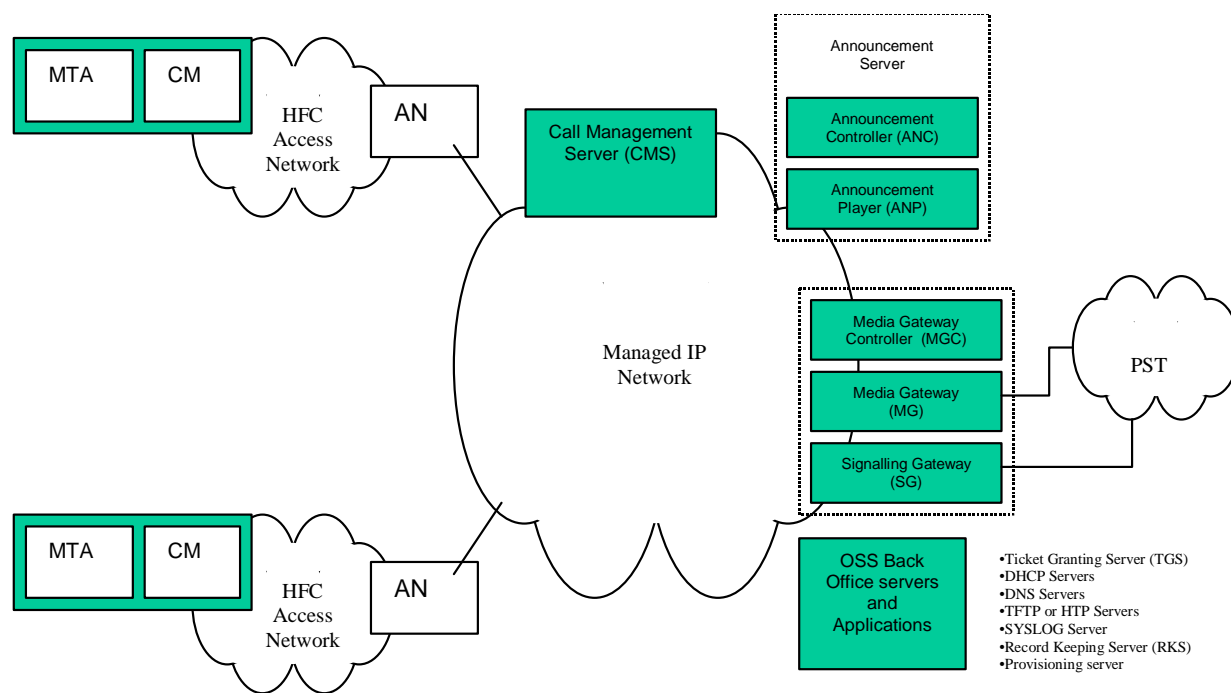 MTA
CM
HFC
Access
Network
AN
Call Management
Server (CMS)
Announcement
Server
Announcement
Controller (ANC)
Announcement
Player (ANP)
Managed IP
Network
Media Gateway
Controller (MGC)
Media Gateway
(MG)
Signalling Gateway
(SG)
PST
MTA
CM
HFC
Access
Network
AN
OSS Back
Office servers
and
Applications
•Ticket Granting Server (TGS)
•DHCP Servers
•DNS Servers
•TFTP or HTP Servers
•SYSLOG Server
•Record Keeping Server (RKS)
•Provisioning server